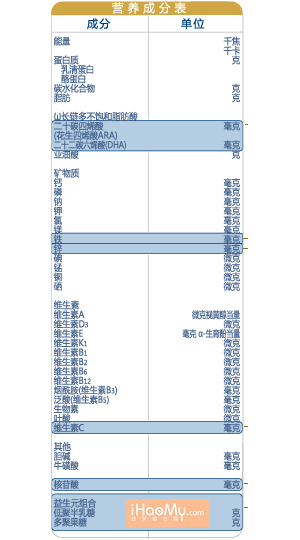 营养成分表
成分 单位
能量 千焦
千卡
蛋白质 克
乳清蛋白
酪蛋白
碳水化合物 克
脂肪 克
ω长链多不饱和脂肪酸
二十碳四烯酸 毫克
(花生四烯酸ARA)
二十二碳六烯酸(DHA) 毫克
亚油酸 克
矿物质
钙 毫克
磷 毫克
钠 毫克
钾 毫克
氯 毫克
镁 毫克
铁 毫克
锌 毫克
碘 微克
锰 微克
铜 微克
硒 微克
维生素
维生素A 微克视黄醇当量
维生素D3 微克
维生素E 毫克 α-生育酚当量
维生素K1 微克
维生素B1 微克
维生素B2 微克
维生素B6 微克
维生素B12 微克
烟酰胺(维生素B3) 毫克
泛酸(维生素B5) 毫克
生物素 微克
叶酸 微克
维生素C 毫克
其他
胆碱 毫克
牛磺酸 毫克
核苷酸 毫克
益生元组合
低聚半乳糖 克
多聚果糖 克
iHaoMy.com